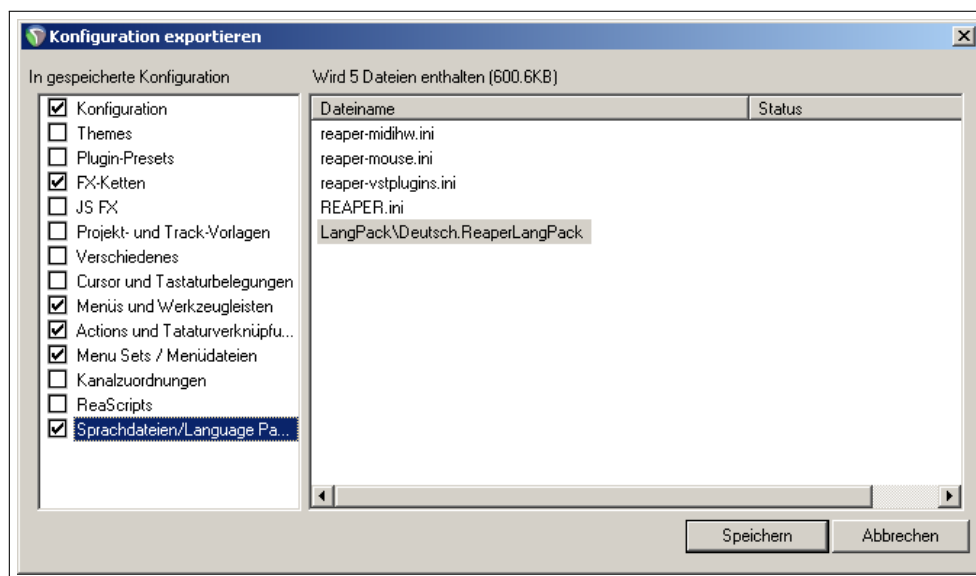 Konfiguration exportieren
In gespeicherte Konfiguration
Konfiguration
Themes
Plugin-Presets
FX-Ketten
JS FX
Projekt- und Track-Vorlagen
Verschiedenes
Cursor und Tastaturbelegungen
Menüs und Werkzeugleisten
Actions und Tataturverknüpfu...
Menu Sets / Menüdateien
Kanalzuordnungen
ReaScripts
Sprachdateien/Language Pa...
Wird 5 Dateien enthalten (600.6KB)
Dateiname Status
reaper-midihw.ini
reaper-mouse.ini
reaper-vstplugins.ini
REAPER.ini
LangPack\Deutsch.ReaperLangPack
Speichern Abbrechen